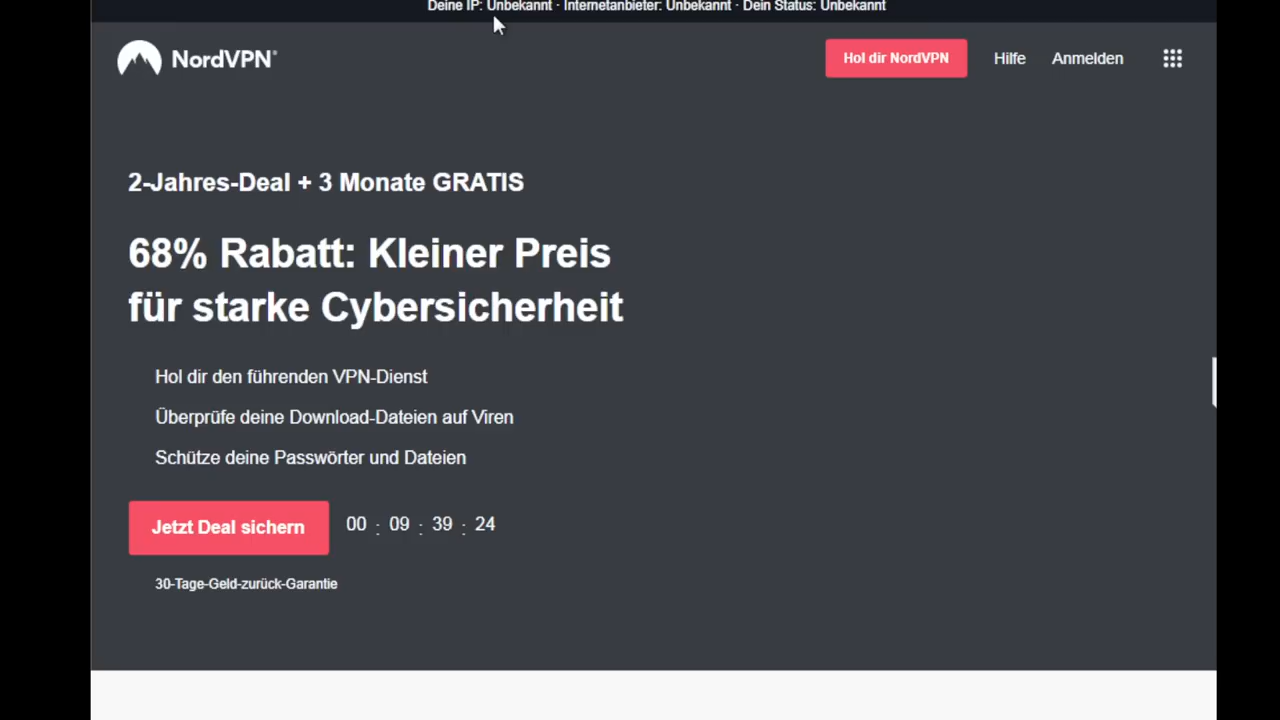 Deine IP: Unbekannt · Internetanbieter: Unbekannt · Dein Status: Unbekannt
NordVPN®
Hol dir NordVPN
Hilfe
Anmelden
2-Jahres-Deal + 3 Monate GRATIS
68% Rabatt: Kleiner Preis
für starke Cybersicherheit
Hol dir den führenden VPN-Dienst
Überprüfe deine Download-Dateien auf Viren
Schütze deine Passwörter und Dateien
Jetzt Deal sichern
00 : 09 : 39 : 24
30-Tage-Geld-zurück-Garantie